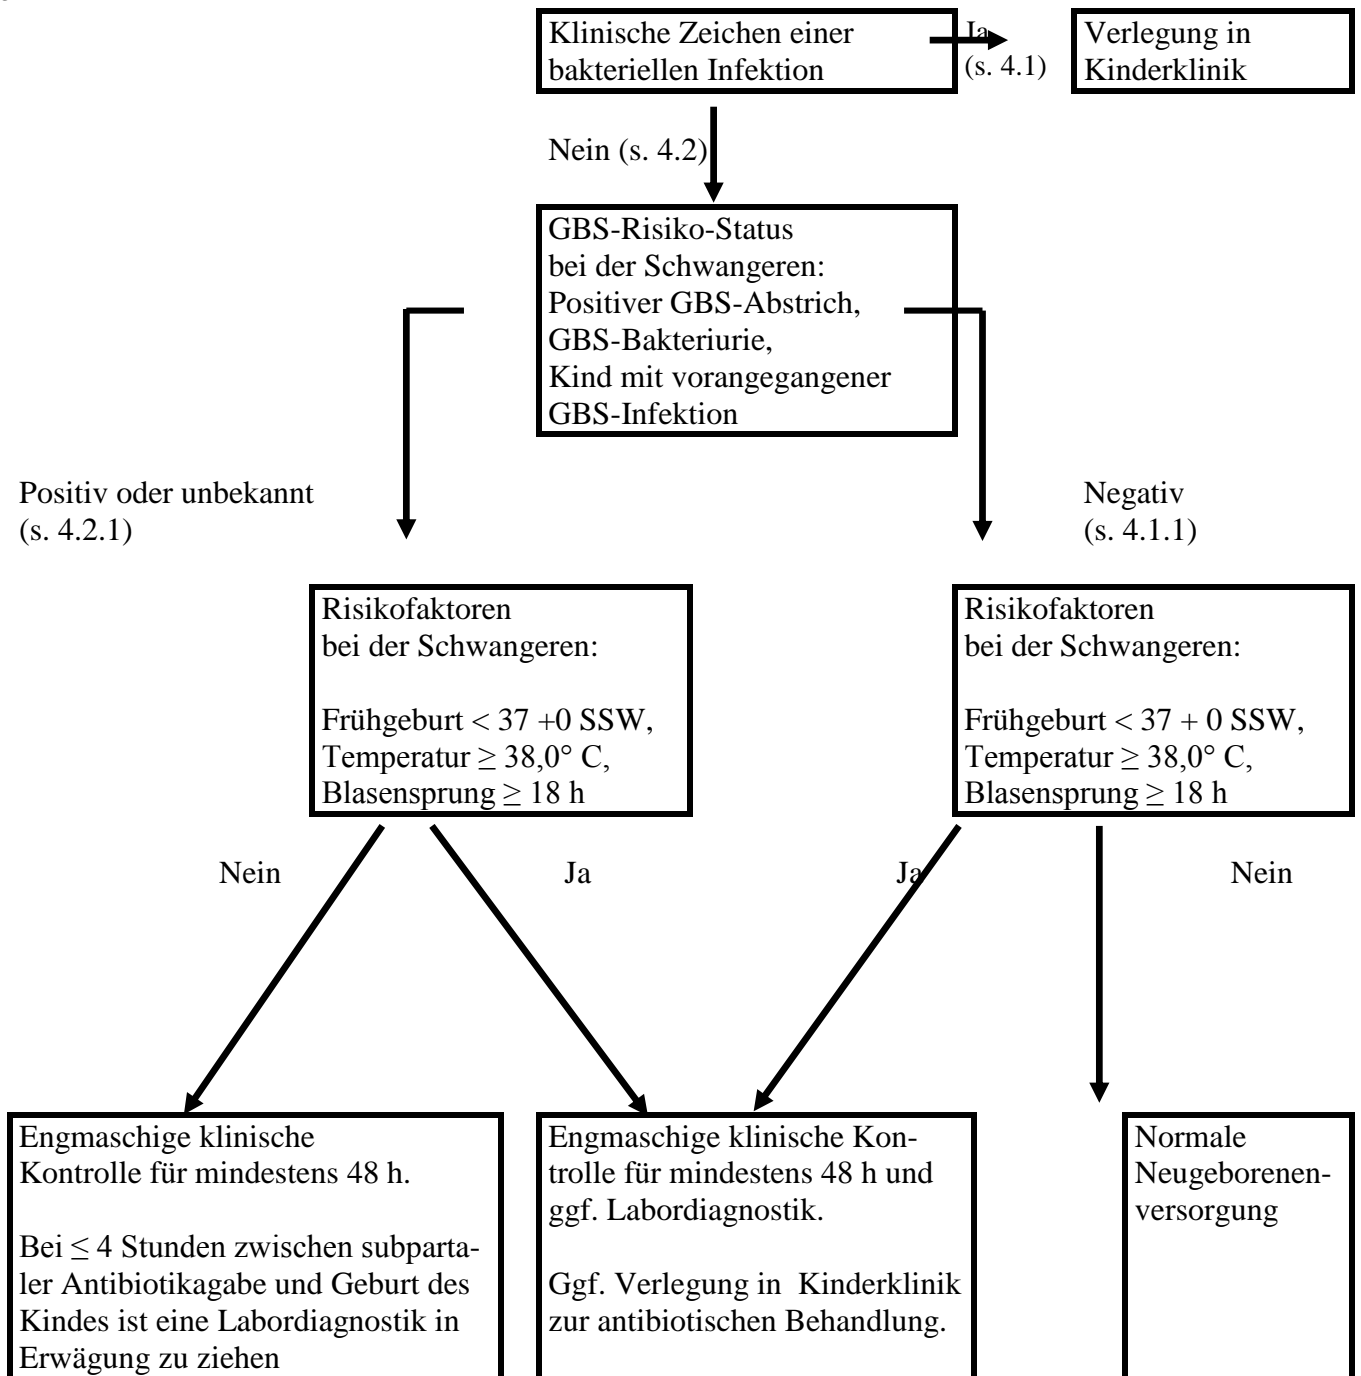 Klinische Zeichen einer
bakteriellen Infektion
Ja
(s. 4.1)
Verlegung in
Kinderklinik
Nein (s. 4.2)
GBS-Risiko-Status
bei der Schwangeren:
Positiver GBS-Abstrich,
GBS-Bakteriurie,
Kind mit vorangegangener
GBS-Infektion
Positiv oder unbekannt
(s. 4.2.1)
Negativ
(s. 4.1.1)
Risikofaktoren
bei der Schwangeren:
Frühgeburt < 37 +0 SSW,
Temperatur ≥ 38,0° C,
Blasensprung ≥ 18 h
Risikofaktoren
bei der Schwangeren:
Frühgeburt < 37 + 0 SSW,
Temperatur ≥ 38,0° C,
Blasensprung ≥ 18 h
Nein
Ja
Ja
Nein
Engmaschige klinische
Kontrolle für mindestens 48 h.
Bei ≤ 4 Stunden zwischen subparta-
ler Antibiotikagabe und Geburt des
Kindes ist eine Labordiagnostik in
Erwägung zu ziehen
Engmaschige klinische Kon-
trolle für mindestens 48 h und
ggf. Labordiagnostik.
Ggf. Verlegung in  Kinderklinik
zur antibiotischen Behandlung.
Normale
Neugeborenen-
versorgung